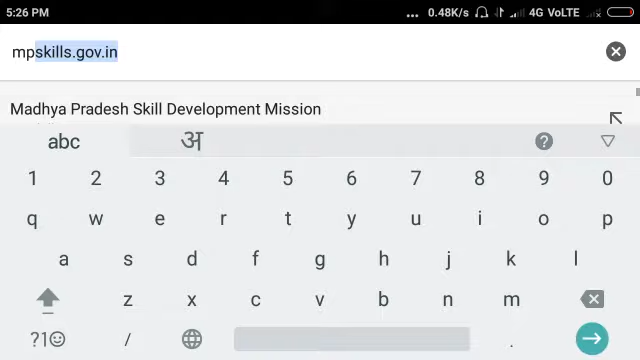 5:26 PM ... 0.48K/s 4G VoLTE
mpskills.gov.in
Madhya Pradesh Skill Development Mission
abc अ ?
1 2 3 4 5 6 7 8 9 0
q w e r t y u i o p
a s d f g h j k l
z x c v b n m
?1☺ / .